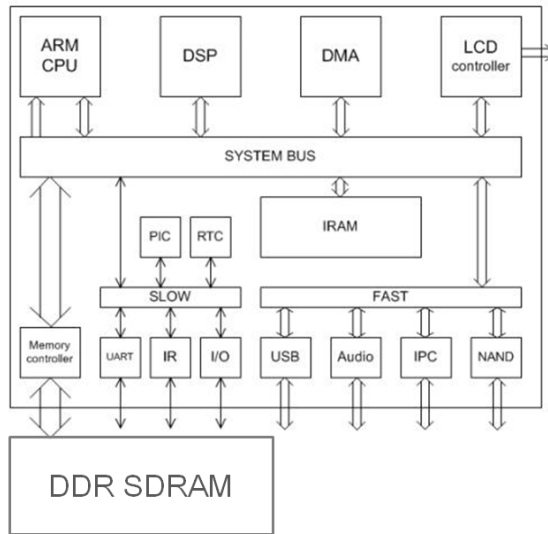 ARM
CPU
DSP
DMA
LCD
controller
SYSTEM BUS
IRAM
PIC
RTC
SLOW
FAST
Memory
controller
UART
IR
I/O
USB
Audio
IPC
NAND
DDR SDRAM